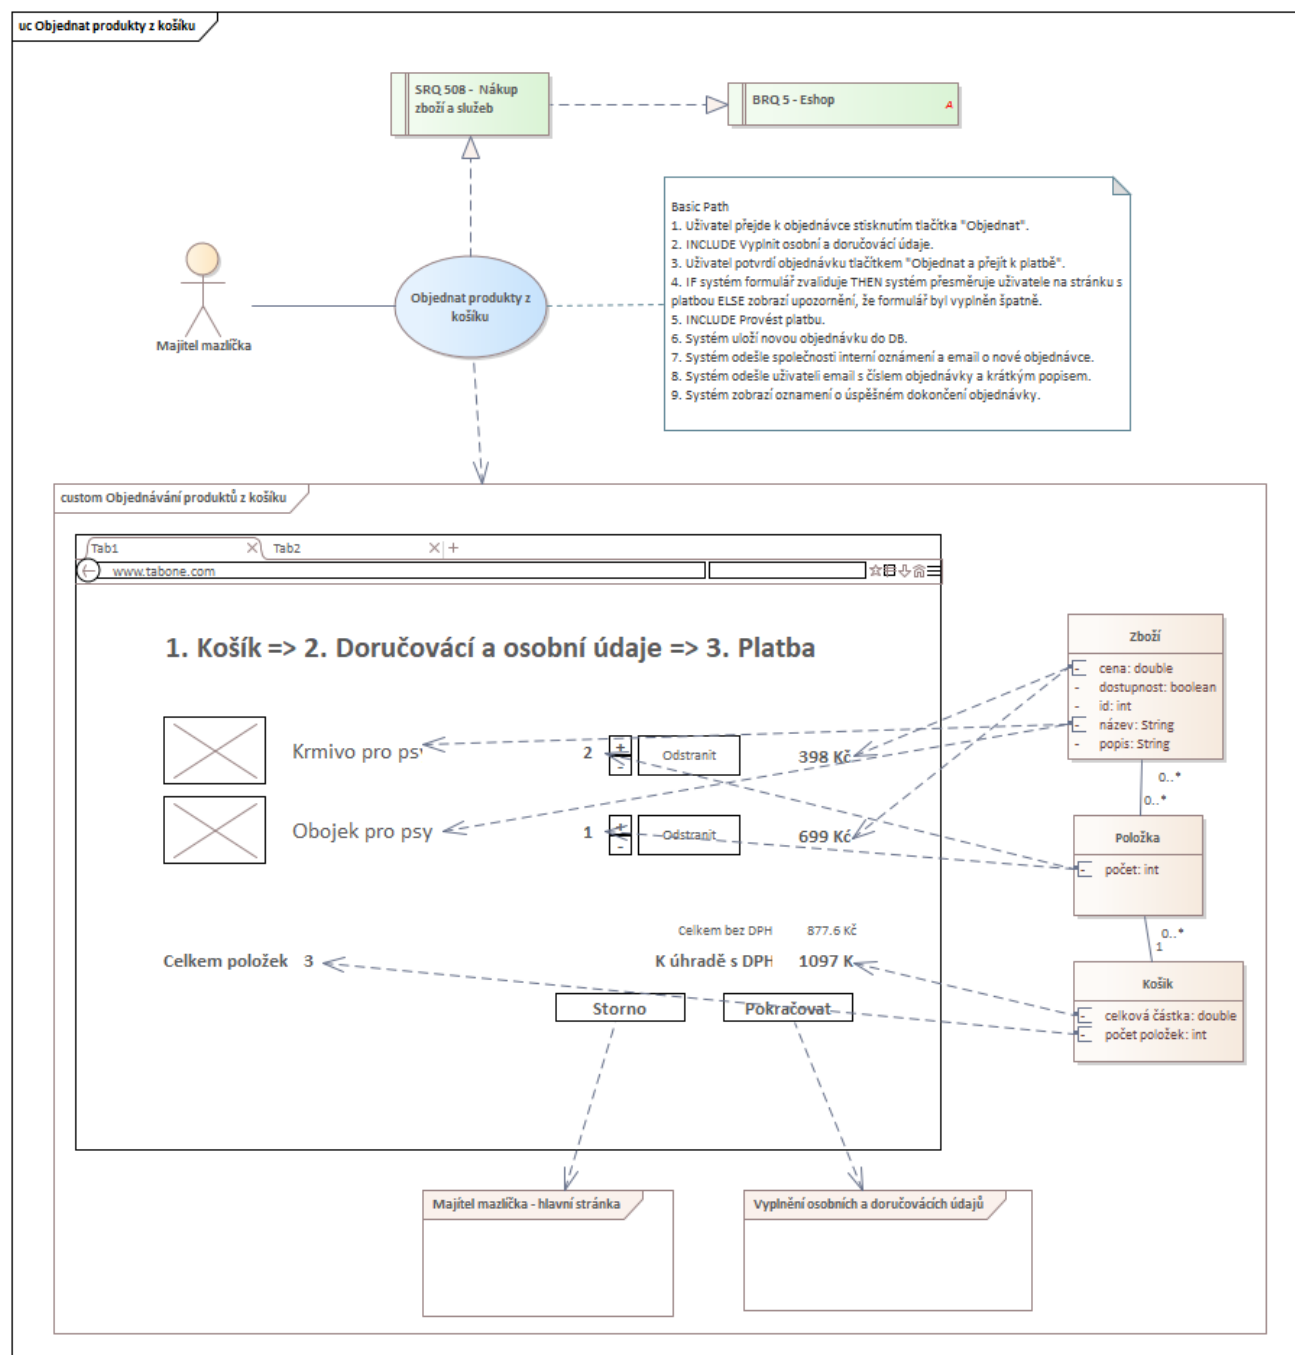 uc Objednat produkty z košíku
SRQ 508 - Nákup
zboží a služeb
BRQ 5 - Eshop
A
Basic Path
1. Uživatel přejde k objednávce stisknutím tlačítka "Objednat".
2. INCLUDE Vyplnit osobní a doručovácí údaje.
3. Uživatel potvrdí objednávku tlačítkem "Objednat a přejít k platbě".
4. IF systém formulář zvaliduje THEN systém přesměruje uživatele na stránku s
platbou ELSE zobrazí upozornění, že formulář byl vyplněn špatně.
5. INCLUDE Provést platbu.
6. Systém uloží novou objednávku do DB.
7. Systém odešle společnosti interní oznámení a email o nové objednávce.
8. Systém odešle uživateli email s číslem objednávky a krátkým popisem.
9. Systém zobrazí oznamení o úspěšném dokončení objednávky.
Objednat produkty z
košíku
Majitel mazlíčka
custom Objednávání produktů z košíku
Tab1
Tab2
+
www.tabone.com
1. Košík => 2. Doručovácí a osobní údaje => 3. Platba
Krmivo pro psy
2
+
-
Odstranit
398 Kč
Obojek pro psy
1
+
-
Odstranit
699 Kč
Celkem bez DPH
877.6 Kč
Celkem položek 3
K úhradě s DPH
1097 K
Storno
Pokračovat
Zboží
- cena: double
- dostupnost: boolean
- id: int
- název: String
- popis: String
0..*
0..*
Položka
- počet: int
0..*
1
Košik
- celková částka: double
- počet položek: int
Majítel mazlíčka - hlavní stránka
Vyplnění osobních a doručovácích údajů